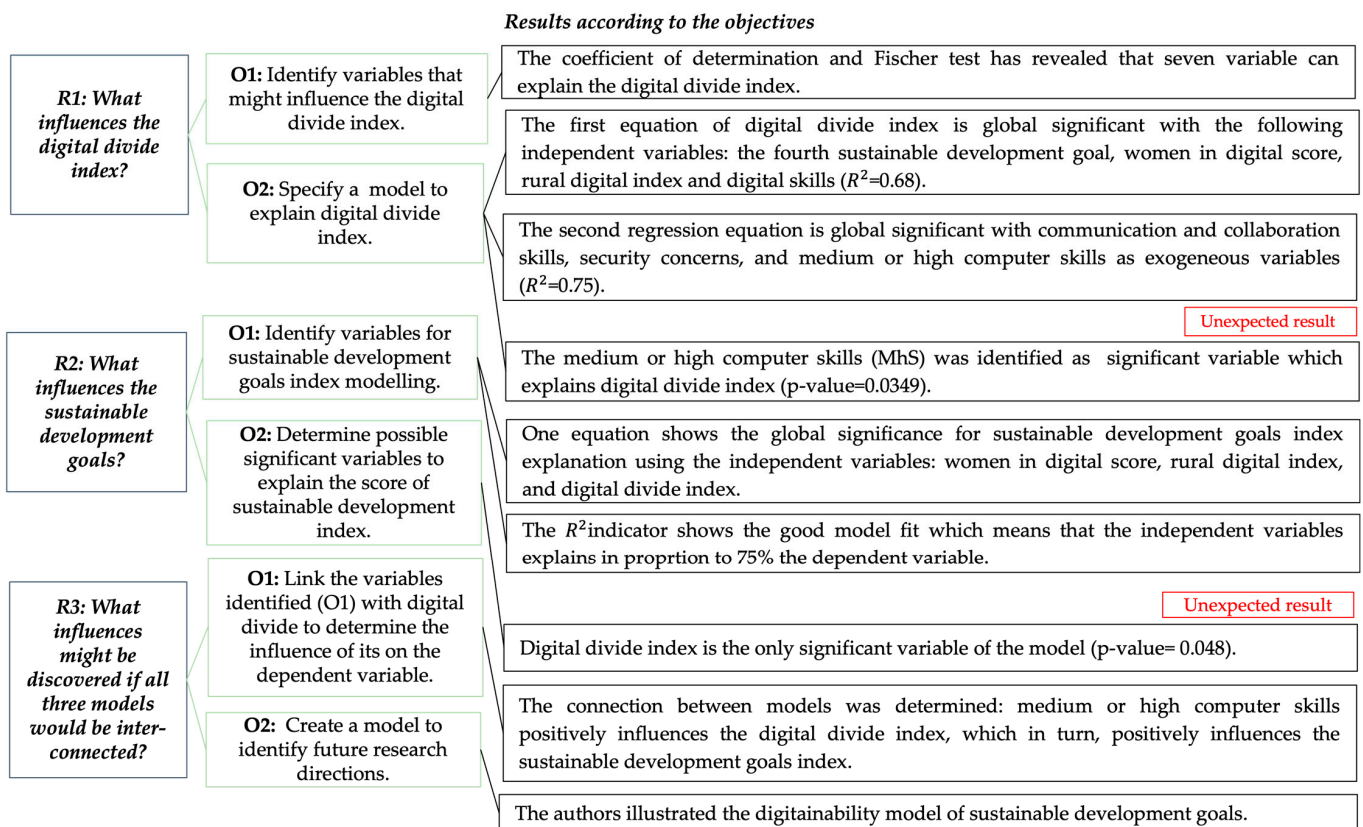 Results according to the objectives
R1: What
influences the
digital divide
index?
O1: Identify variables that
might influence the digital
divide index.
O2: Specify a model to
explain digital divide
index.
The coefficient of determination and Fischer test has revealed that seven variable can
explain the digital divide index.
The first equation of digital divide index is global significant with the following
independent variables: the fourth sustainable development goal, women in digital score,
rural digital index and digital skills (R²=0.68).
The second regression equation is global significant with communication and collaboration
skills, security concerns, and medium or high computer skills as exogeneous variables
(R²=0.75).
Unexpected result
The medium or high computer skills (MhS) was identified as significant variable which
explains digital divide index (p-value=0.0349).
R2: What
influences the
sustainable
development
goals?
O1: Identify variables for
sustainable development
goals index modelling.
O2: Determine possible
significant variables to
explain the score of
sustainable development
index.
One equation shows the global significance for sustainable development goals index
explanation using the independent variables: women in digital score, rural digital index,
and digital divide index.
The R²indicator shows the good model fit which means that the independent variables
explains in proprtion to 75% the dependent variable.
Unexpected result
Digital divide index is the only significant variable of the model (p-value= 0.048).
R3: What
influences
might be
discovered if all
three models
would be inter-
connected?
O1: Link the variables
identified (O1) with digital
divide to determine the
influence of its on the
dependent variable.
O2: Create a model to
identify future research
directions.
The connection between models was determined: medium or high computer skills
positively influences the digital divide index, which in turn, positively influences the
sustainable development goals index.
The authors illustrated the digitainability model of sustainable development goals.